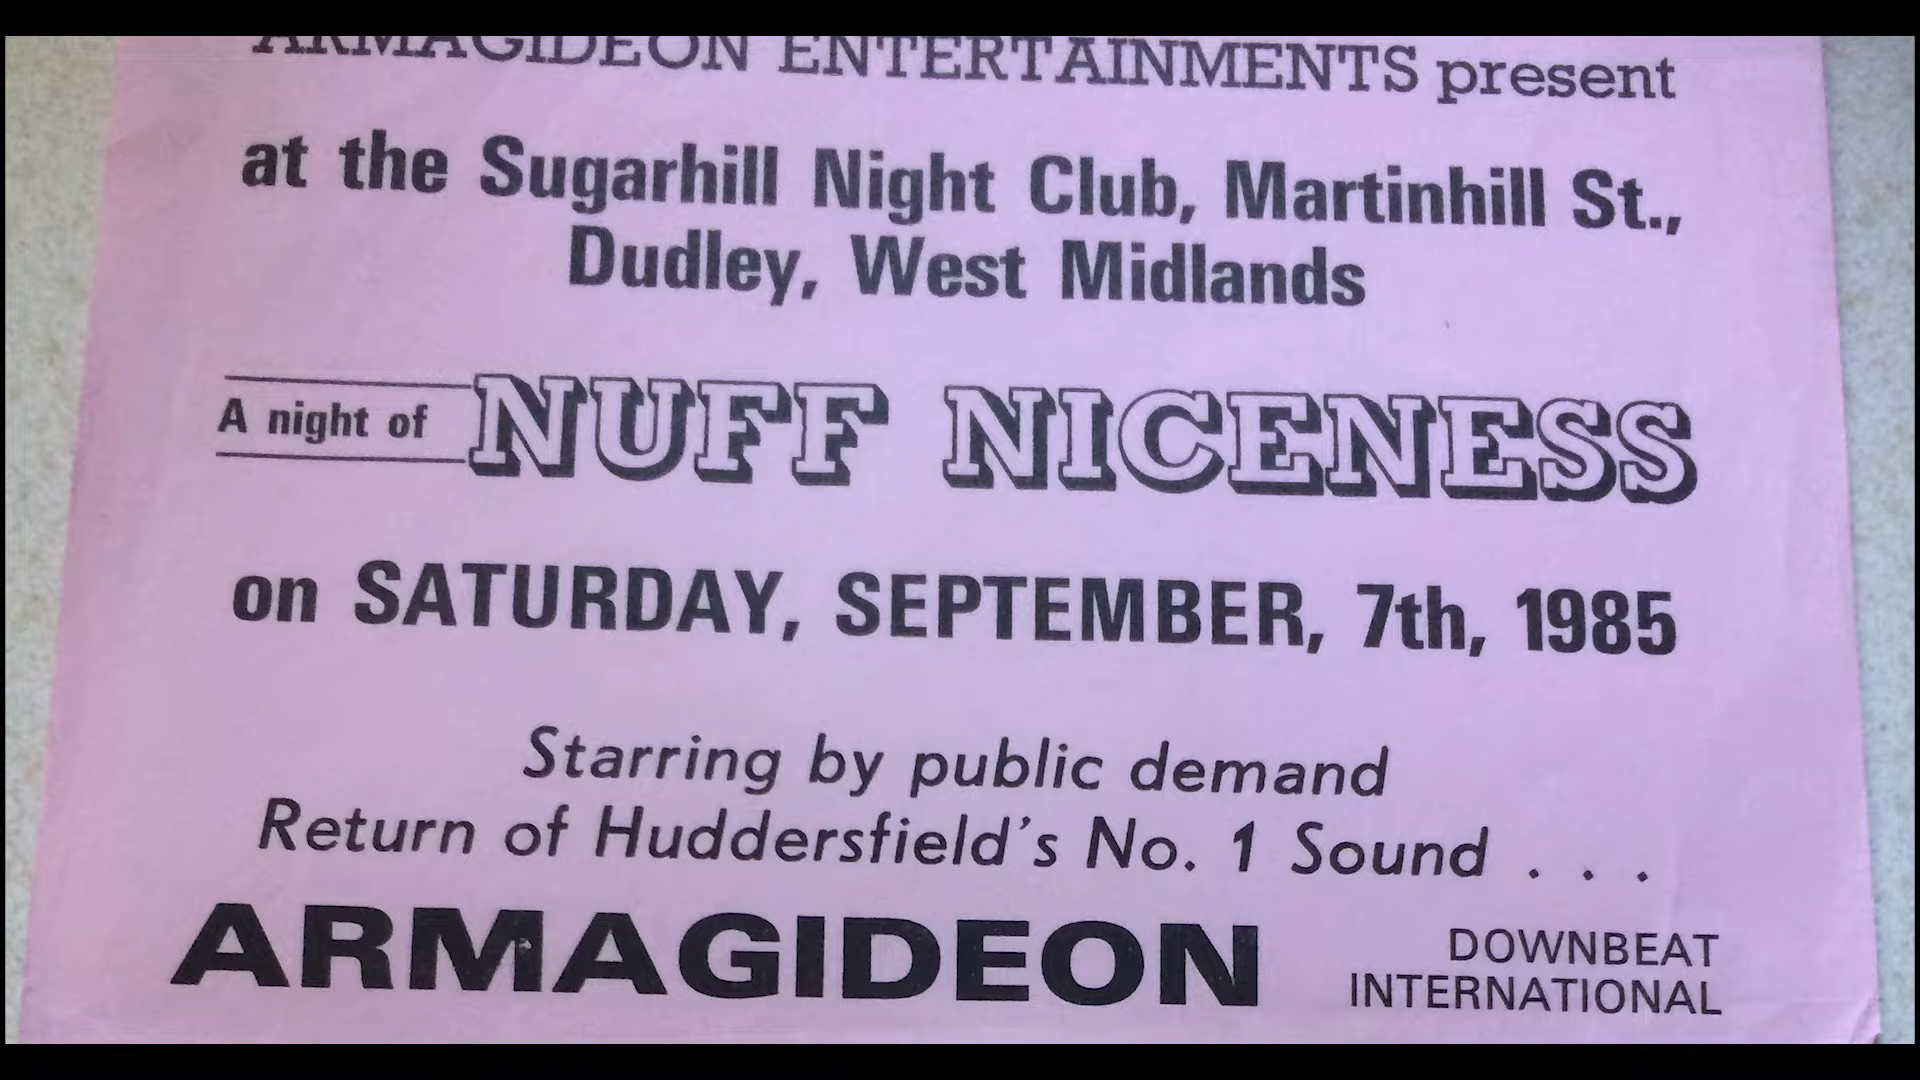 ARMAGIDEON ENTERTAINMENTS present
at the Sugarhill Night Club, Martinhill St.,
Dudley, West Midlands
A night of NUFF NICENESS
on SATURDAY, SEPTEMBER, 7th, 1985
Starring by public demand
Return of Huddersfield's No. 1 Sound . . .
ARMAGIDEON DOWNBEAT
INTERNATIONAL